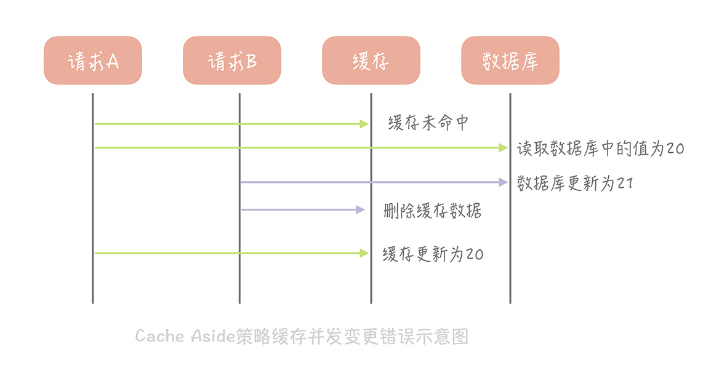 请求A 请求B 缓存 数据库
缓存未命中
读取数据库中的值为20
数据库更新为21
删除缓存数据
缓存更新为20
Cache Aside策略缓存并发变更错误示意图